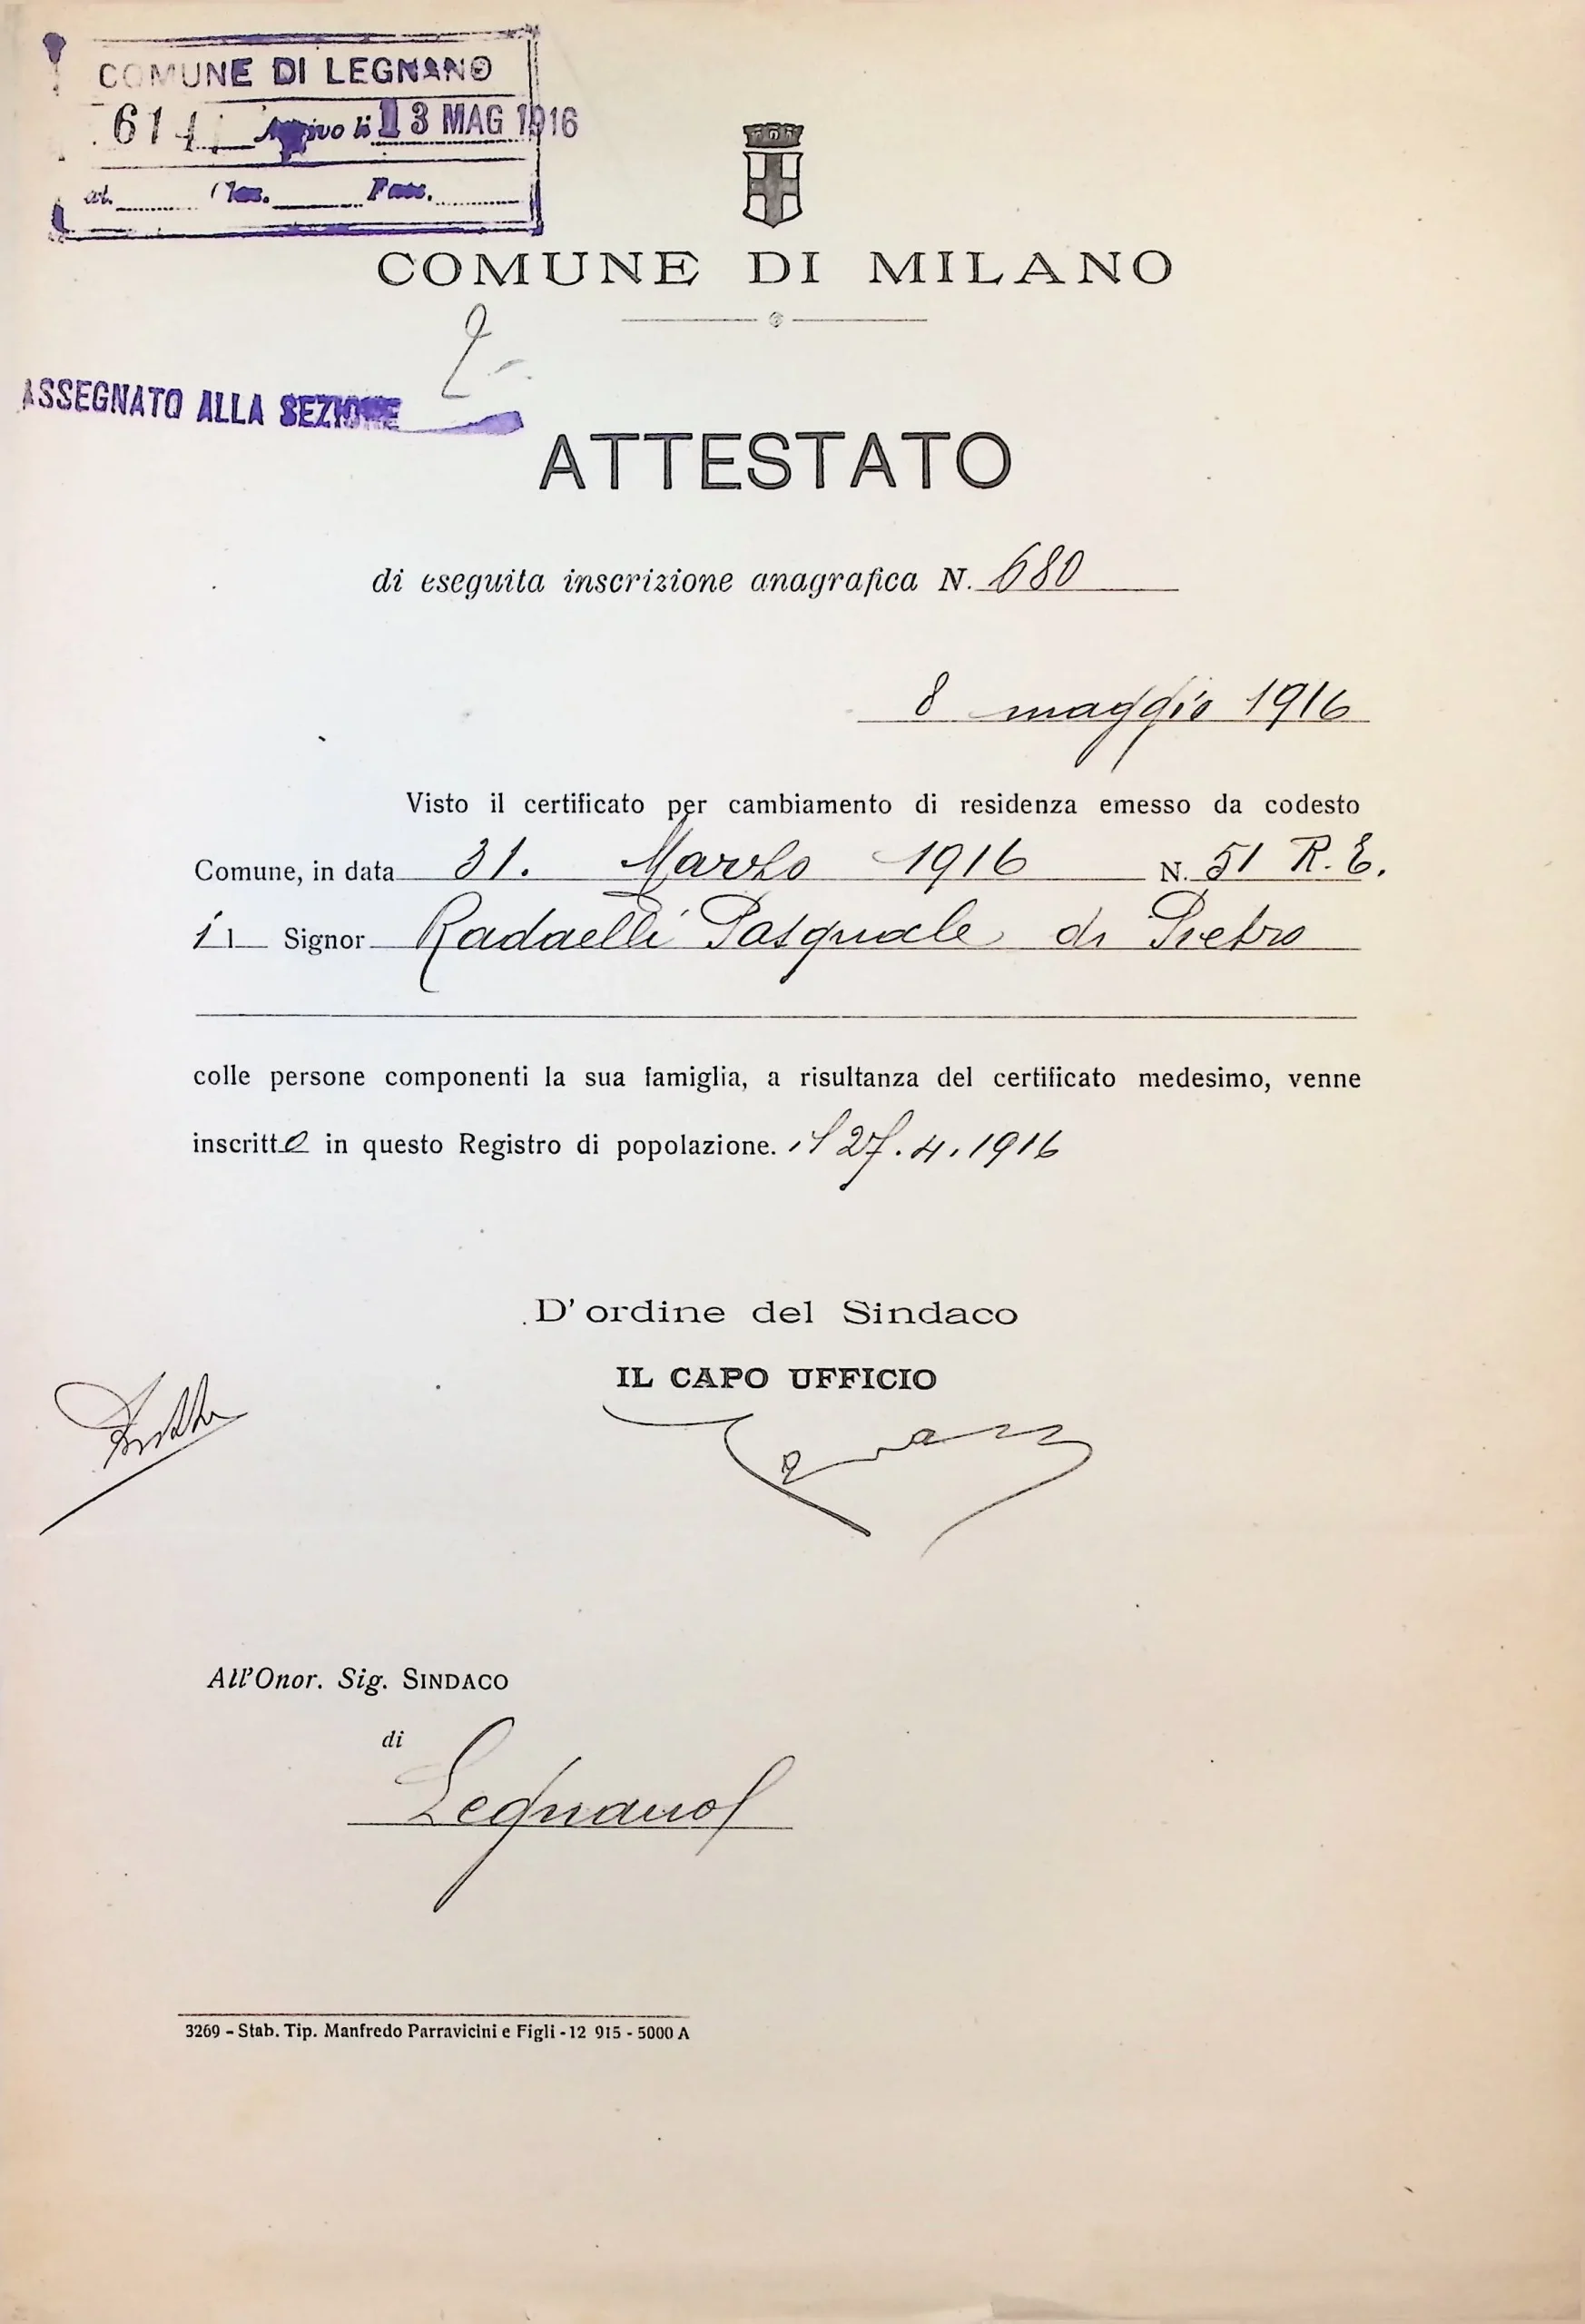 COMUNE DI LEGNANO
Arrivo li 13 MAG 1916
Clas. Fasc.
COMUNE DI MILANO
ASSEGNATO ALLA SEZIONE
ATTESTATO
di eseguita inscrizione anagrafica N. 680
8 maggio 1916
Visto il certificato per cambiamento di residenza emesso da codesto
Comune, in data 31. Marzo 1916 N. 51 R. E.
il Signor Radaelli Pasquale di Pietro
colle persone componenti la sua famiglia, a risultanza del certificato medesimo, venne
inscritto in questo Registro di popolazione. il 27.4.1916
D'ordine del Sindaco
IL CAPO UFFICIO
All'Onor. Sig. SINDACO
di
Legnano
3269 - Stab. Tip. Manfredo Parravicini e Figli - 12 915 - 5000 A